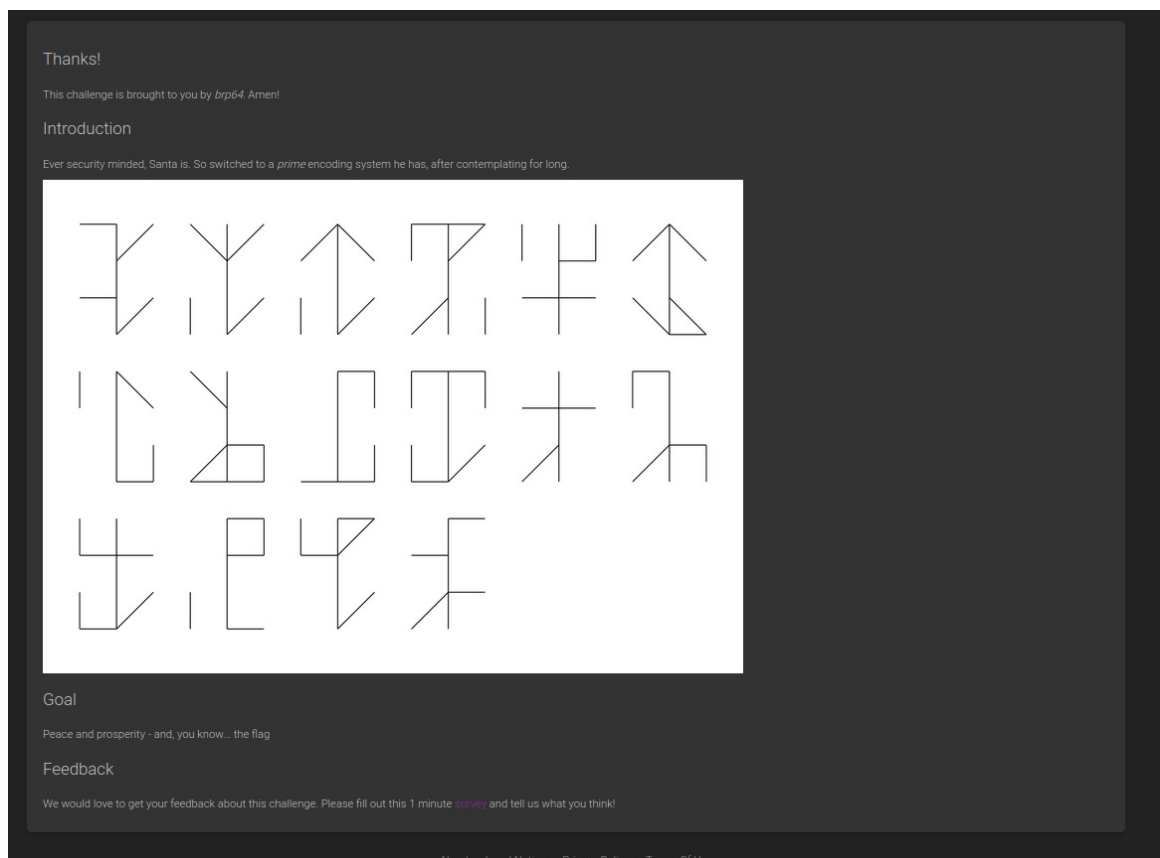 Thanks!
This challenge is brought to you by brp64. Amen!
Introduction
Ever security minded, Santa is. So switched to a prime encoding system he has, after contemplating for long.
Goal
Peace and prosperity - and, you know... the flag
Feedback
We would love to get your feedback about this challenge. Please fill out this 1 minute survey and tell us what you think!